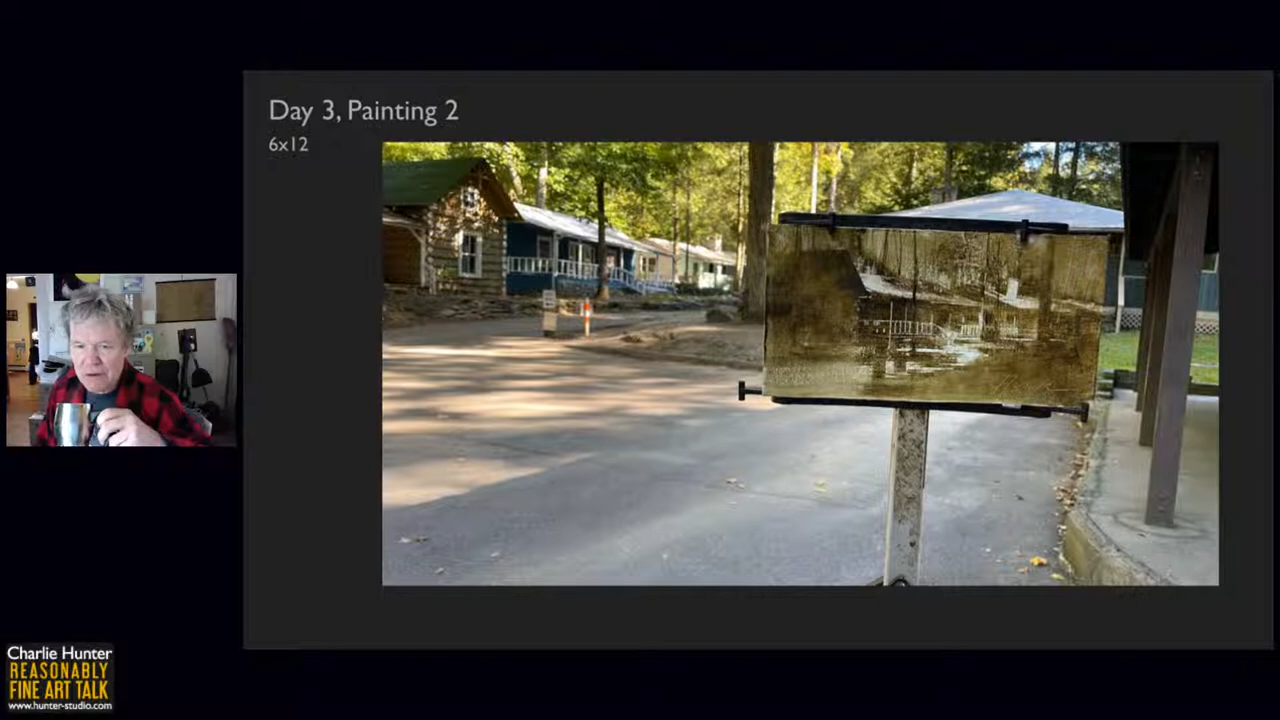 Day 3, Painting 2
6x12
Charlie Hunter
REASONABLY
FINE ART TALK
www.hunter-studio.com